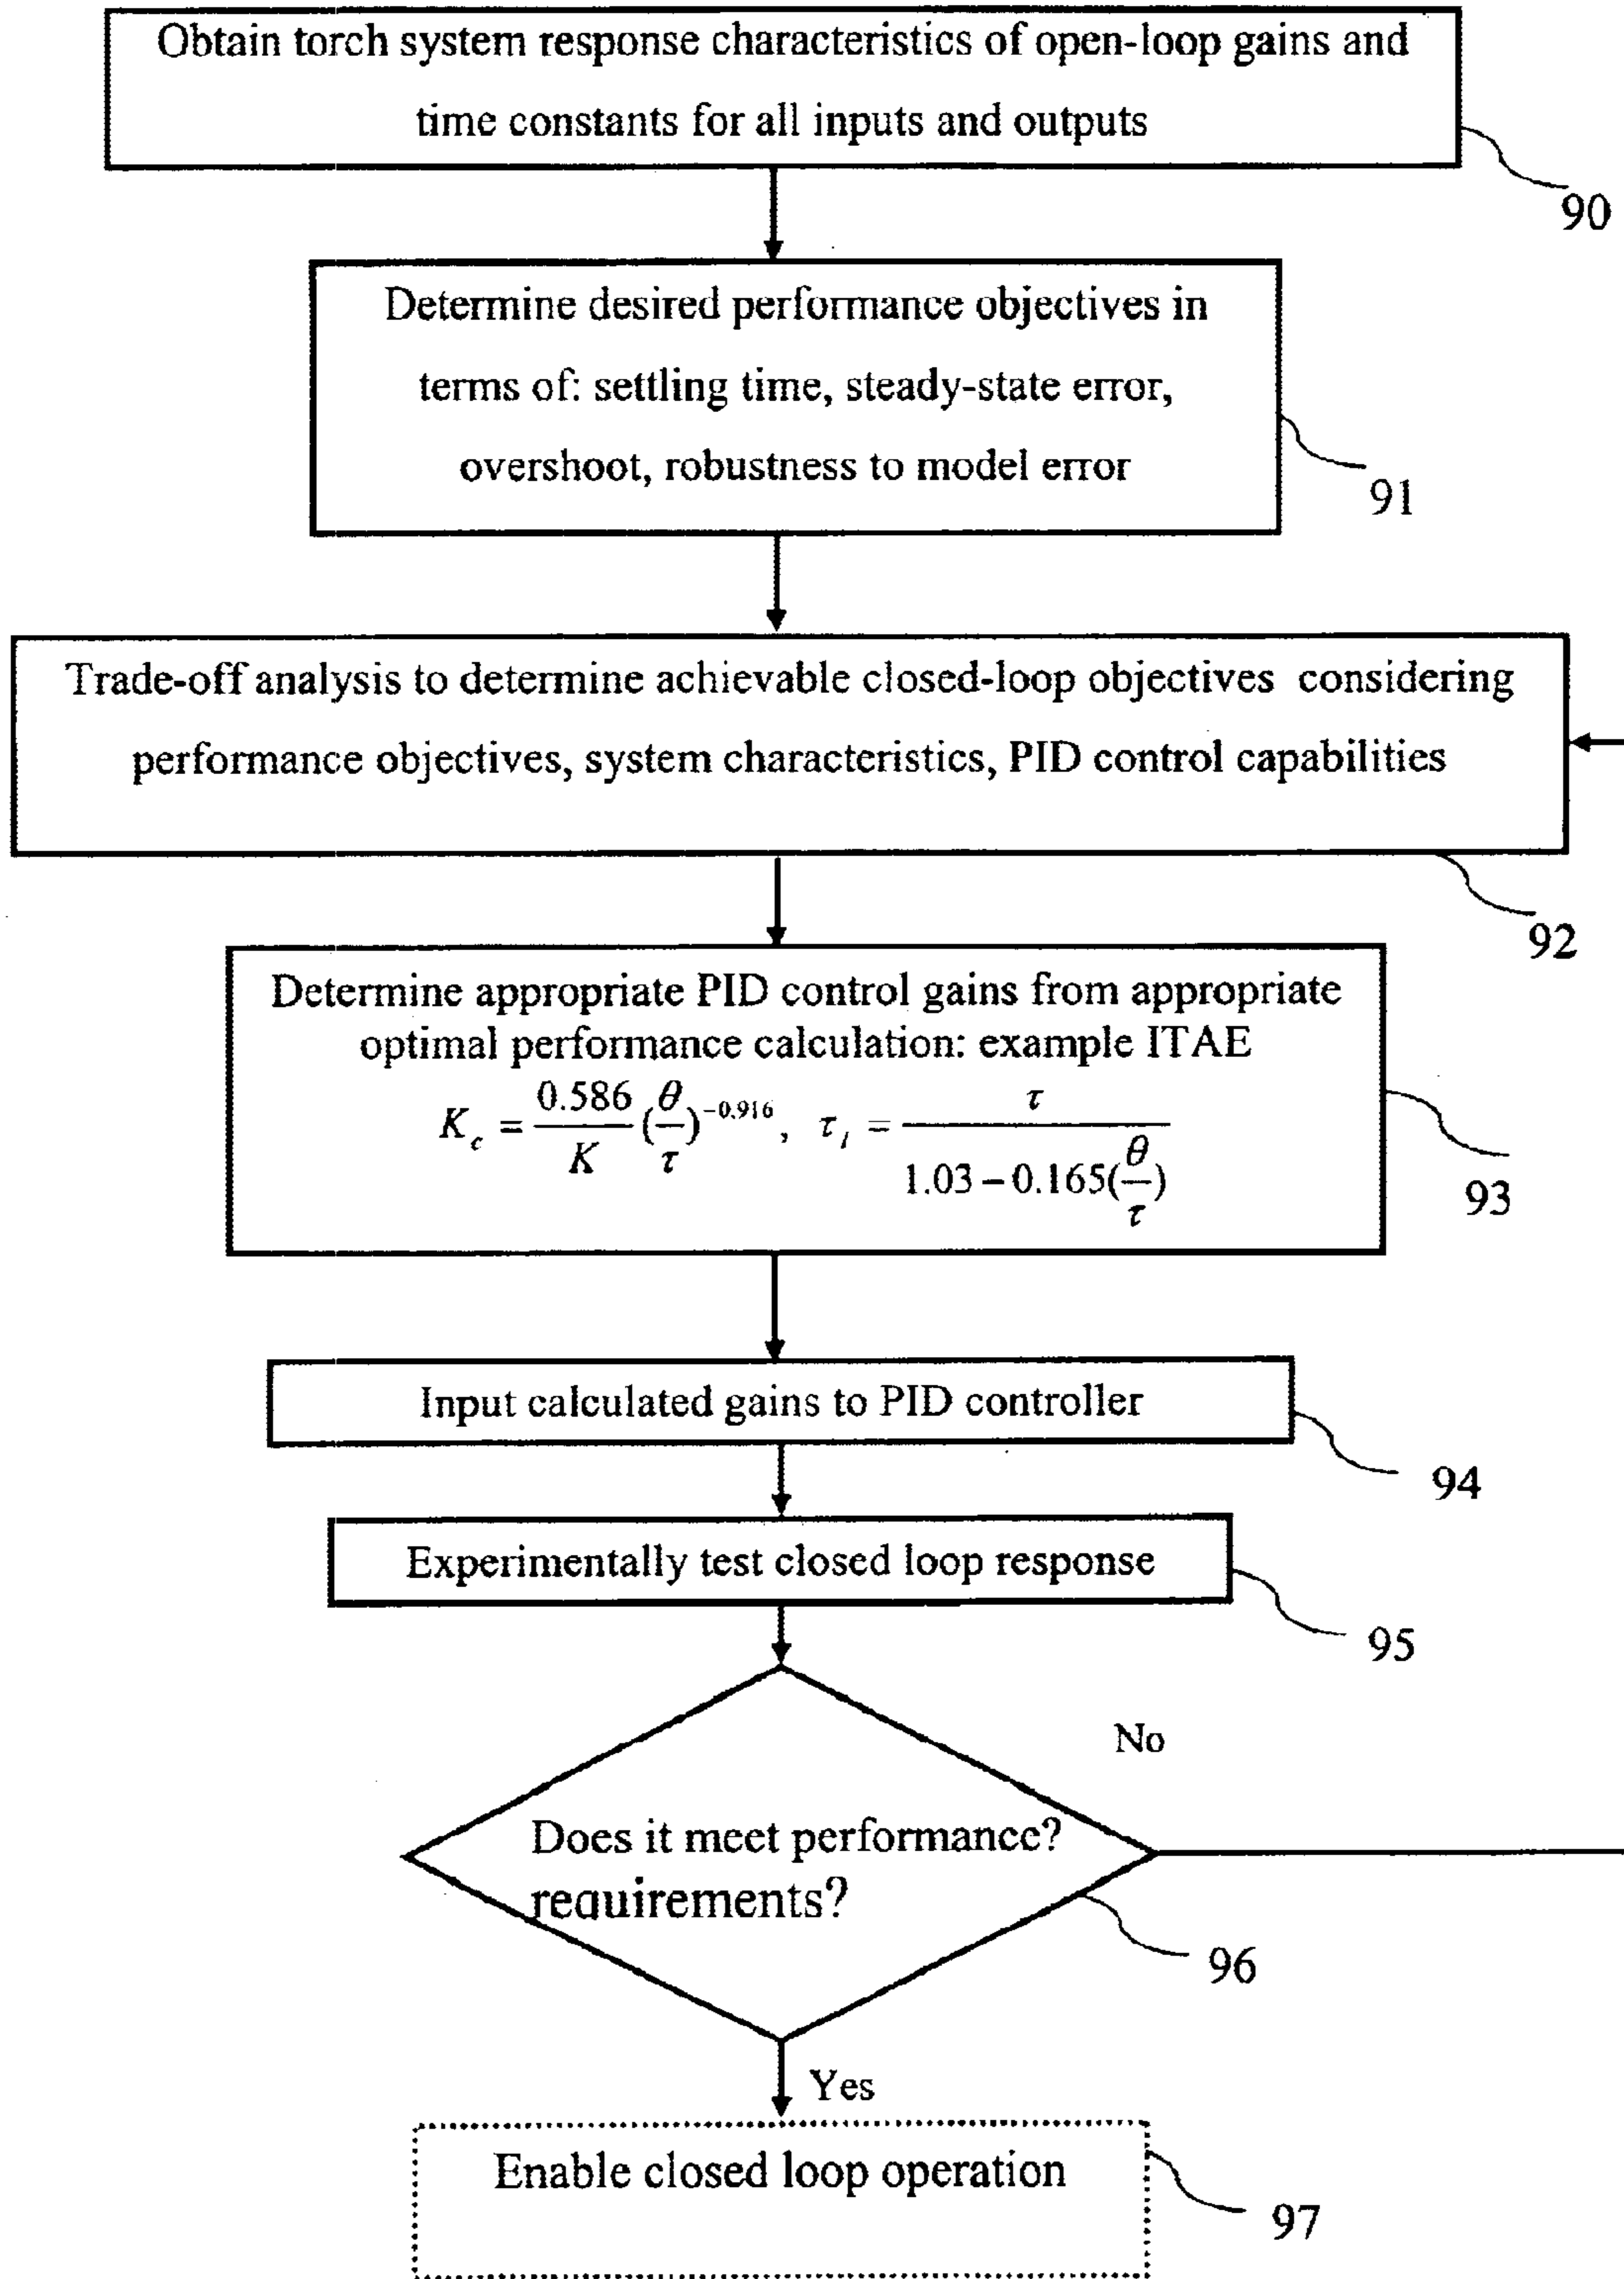 Obtain torch system response characteristics of open-loop gains and
time constants for all inputs and outputs
90
Determine desired performance objectives in
terms of: settling time, steady-state error,
overshoot, robustness to model error
91
Trade-off analysis to determine achievable closed-loop objectives considering
performance objectives, system characteristics, PID control capabilities
92
Determine appropriate PID control gains from appropriate
optimal performance calculation: example ITAE
K_c = 0.586/K (θ/τ)^-0.916, τ_I = τ/(1.03 – 0.165(θ/τ))
93
Input calculated gains to PID controller
94
Experimentally test closed loop response
95
No
Does it meet performance?
requirements?
96
Yes
Enable closed loop operation
97